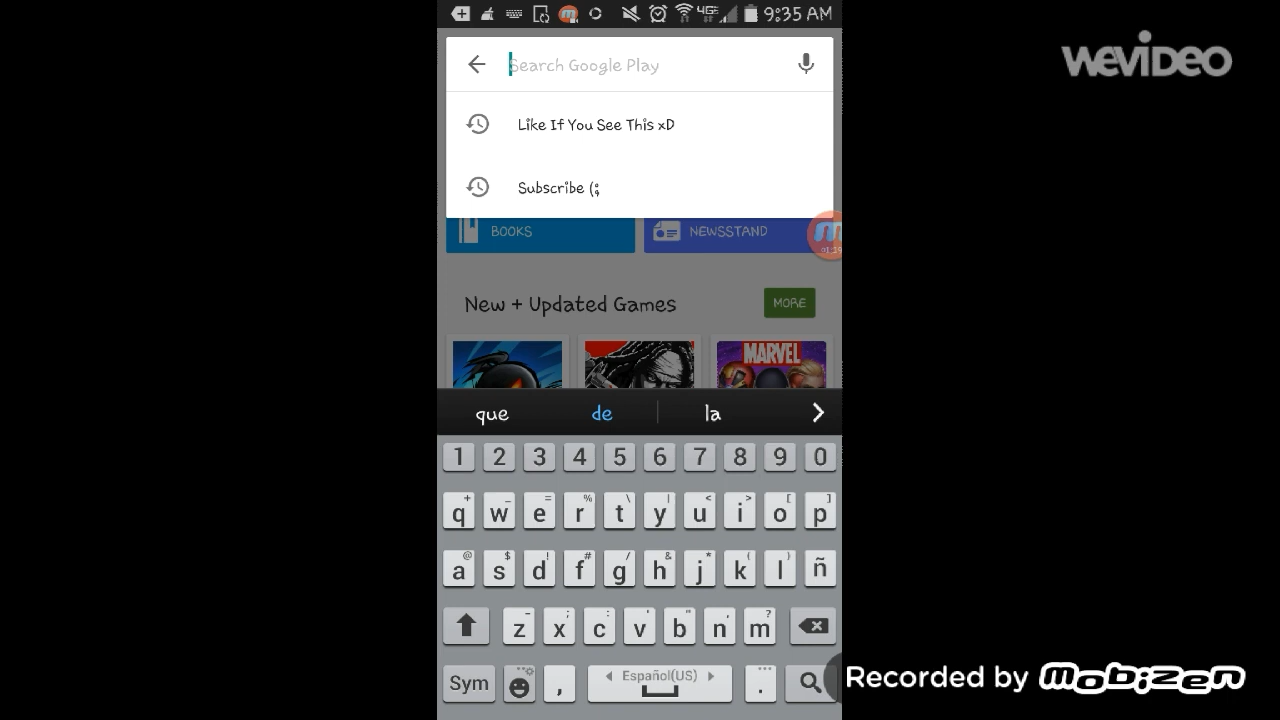 9:35 AM
WeVideo
Search Google Play
Like If You See This xD
Subscribe (;
BOOKS
NEWSSTAND
01:19
New + Updated Games
MORE
MARVEL
que de la
1 2 3 4 5 6 7 8 9 0
q w e r t y u i o p
a s d f g h j k l ñ
z x c v b n m
Sym , Español(US) .
Recorded by mobizen